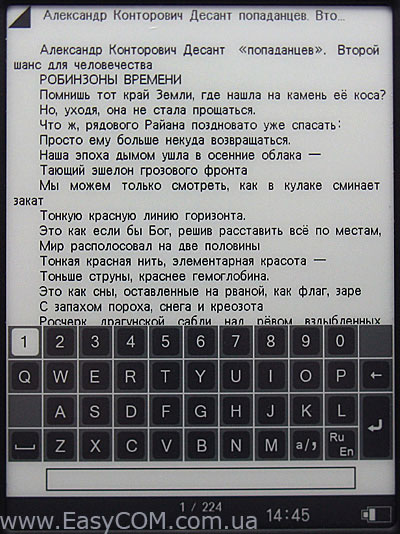 Александр Конторович Десант попаданцев. Вто...
Александр Конторович Десант «попаданцев». Второй
шанс для человечества
РОБИНЗОНЫ ВРЕМЕНИ
Помнишь тот край Земли, где нашла на камень её коса?
Но, уходя, она не стала прощаться.
Что ж, рядового Райана поздновато уже спасать:
Просто ему больше некуда возвращаться.
Наша эпоха дымом ушла в осенние облака —
Тающий эшелон грозового фронта
Мы можем только смотреть, как в кулаке сминает
закат
Тонкую красную линию горизонта.
Это как если бы Бог, решив расставить всё по местам,
Мир располосовал на две половины
Тонкая красная нить, элементарная красота —
Тоньше струны, краснее гемоглобина.
Это как сны, оставленные на рваной, как флаг, заре
С запахом пороха, снега и креозота
Росчерк драгунской сабли над рёвом вздыбленных
1 2 3 4 5 6 7 8 9 0
Q W E R T Y U I O P ←
A S D F G H J K L
Z X C V B N M a/, Ru En
1 / 224
14:45
www.EasyCOM.com.ua